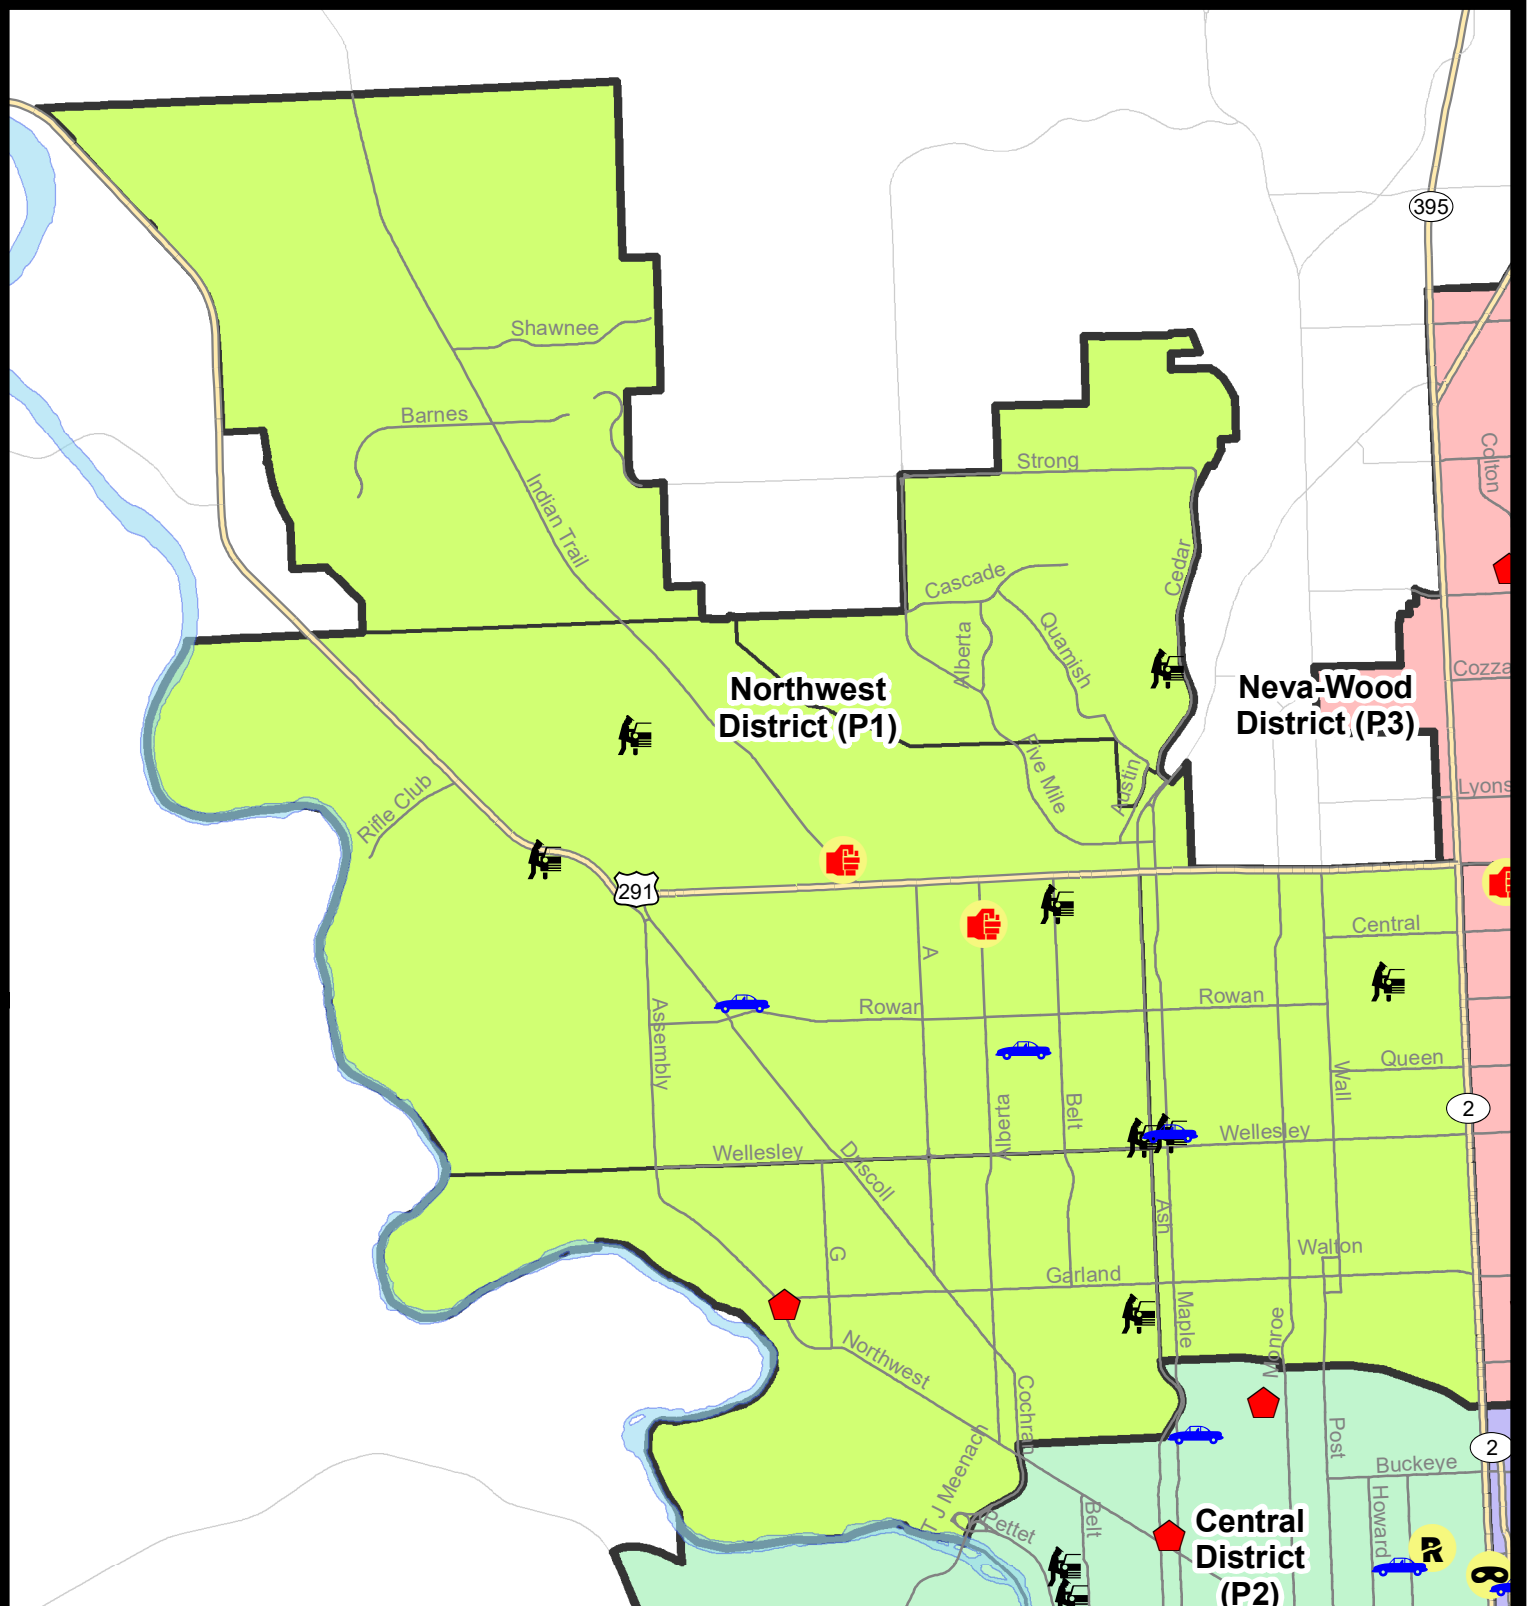 395
Shawnee
Barnes
Strong
Colton
Indian Trail
Cedar
Cascade
Alberta
Quamish
Cozza
Northwest
District (P1)
Neva-Wood
District (P3)
Five Mile
Austin
Lyons
Rifle Club
291
A
Central
Assembly
Rowan
Rowan
Queen
Wall
Alberta
Belt
2
Wellesley
Wellesley
Driscoll
Ash
G
Walton
Garland
Maple
Monroe
Northwest
Cochran
T J Meenach
Post
2
Buckeye
Howard
Belt
Pettet
Central
District
(P2)
R